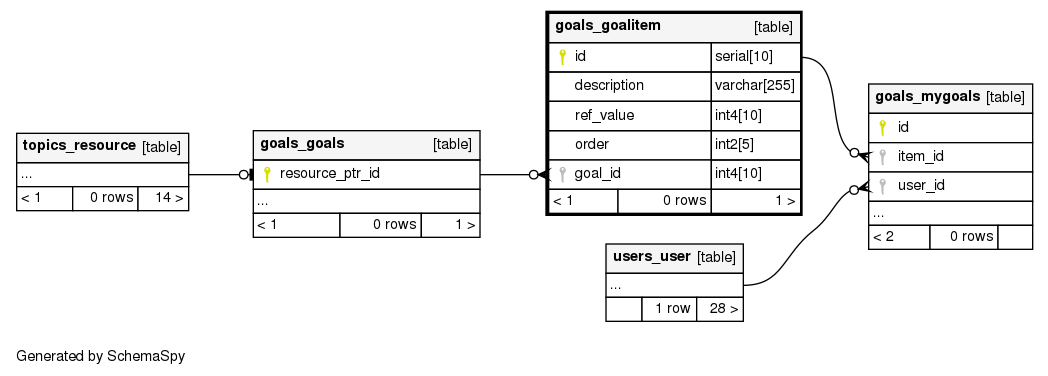 topics_resource [table]
...
< 1 0 rows 14 >
goals_goals [table]
resource_ptr_id
...
< 1 0 rows 1 >
goals_goalitem [table]
id serial[10]
description varchar[255]
ref_value int4[10]
order int2[5]
goal_id int4[10]
< 1 0 rows 1 >
users_user [table]
...
1 row 28 >
goals_mygoals [table]
id
item_id
user_id
...
< 2 0 rows
Generated by SchemaSpy